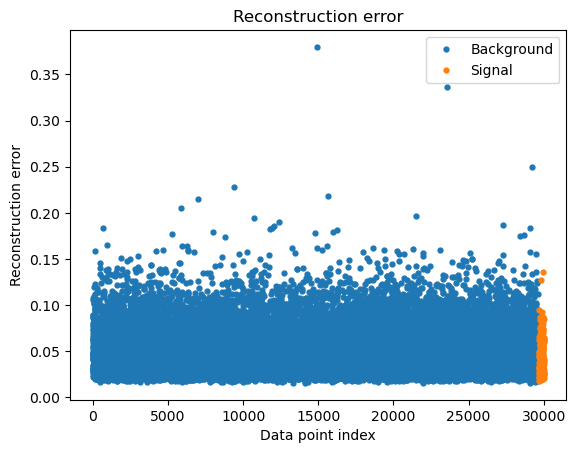 Reconstruction error
Background
Signal
Reconstruction error
0.35
0.30
0.25
0.20
0.15
0.10
0.05
0.00
0 5000 10000 15000 20000 25000 30000
Data point index